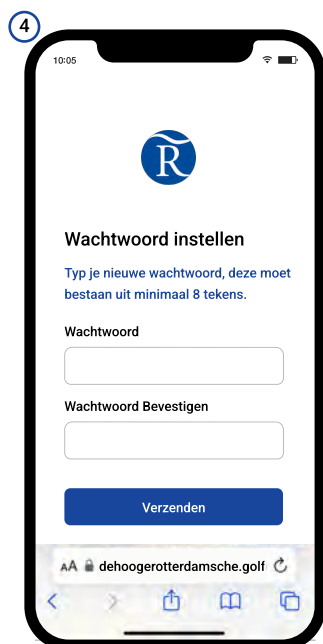 4
10:05
R
Wachtwoord instellen
Typ je nieuwe wachtwoord, deze moet
bestaan uit minimaal 8 tekens.
Wachtwoord
Wachtwoord Bevestigen
Verzenden
AA dehoogerotterdamsche.golf